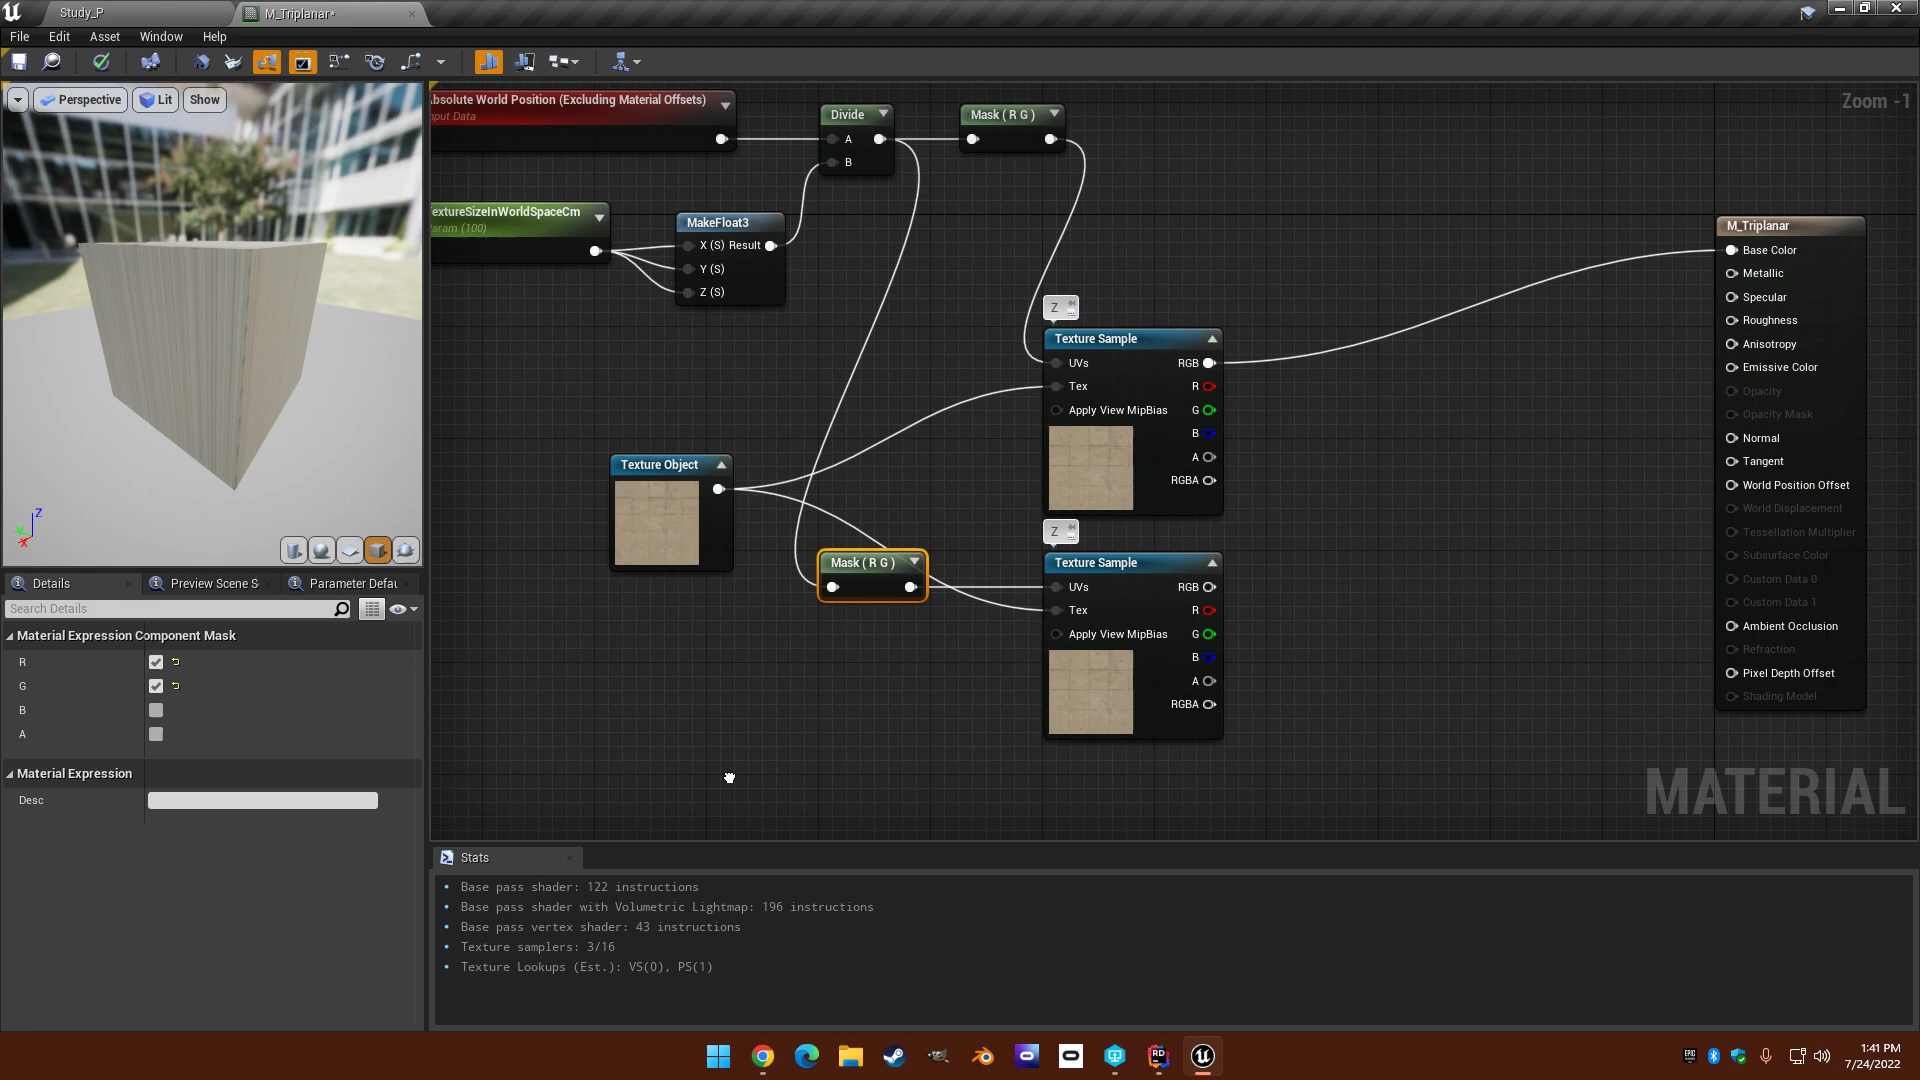 Study_P
M_Triplanar*
File Edit Asset Window Help
Perspective Lit Show
Zoom -1
Absolute World Position (Excluding Material Offsets)
Input Data
Divide
A
B
Mask ( R G )
TextureSizeInWorldSpaceCm
Param (100)
MakeFloat3
X (S) Result
Y (S)
Z (S)
Z
Texture Sample
UVs RGB
Tex R
Apply View MipBias G
B
A
RGBA
Texture Object
Mask ( R G )
Z
Texture Sample
UVs RGB
Tex R
Apply View MipBias G
B
A
RGBA
M_Triplanar
Base Color
Metallic
Specular
Roughness
Anisotropy
Emissive Color
Opacity
Opacity Mask
Normal
Tangent
World Position Offset
World Displacement
Tessellation Multiplier
Subsurface Color
Custom Data 0
Custom Data 1
Ambient Occlusion
Refraction
Pixel Depth Offset
Shading Model
MATERIAL
Z
Details Preview Scene S Parameter Defau
Search Details
Material Expression Component Mask
R
G
B
A
Material Expression
Desc
Stats
Base pass shader: 122 instructions
Base pass shader with Volumetric Lightmap: 196 instructions
Base pass vertex shader: 43 instructions
Texture samplers: 3/16
Texture Lookups (Est.): VS(0), PS(1)
RD
EPIC
1:41 PM
7/24/2022